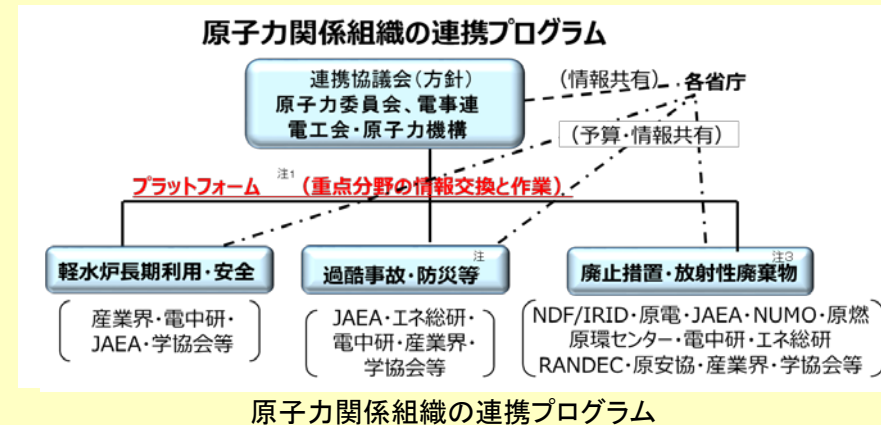 原子力関係組織の連携プログラム
連携協議会(方針)
原子力委員会、電事連
電工会・原子力機構
(情報共有)
各省庁
(予算・情報共有)
プラットフォーム 注1 (重点分野の情報交換と作業)
軽水炉長期利用・安全
過酷事故・防災等 注
廃止措置・放射性廃棄物 注3
産業界・電中研・
JAEA・学協会等
JAEA・エネ総研・
電中研・産業界・
学協会等
NDF/IRID・原電・JAEA・NUMO・原燃
原環センター・電中研・エネ総研
RANDEC・原安協・産業界・学協会等
原子力関係組織の連携プログラム